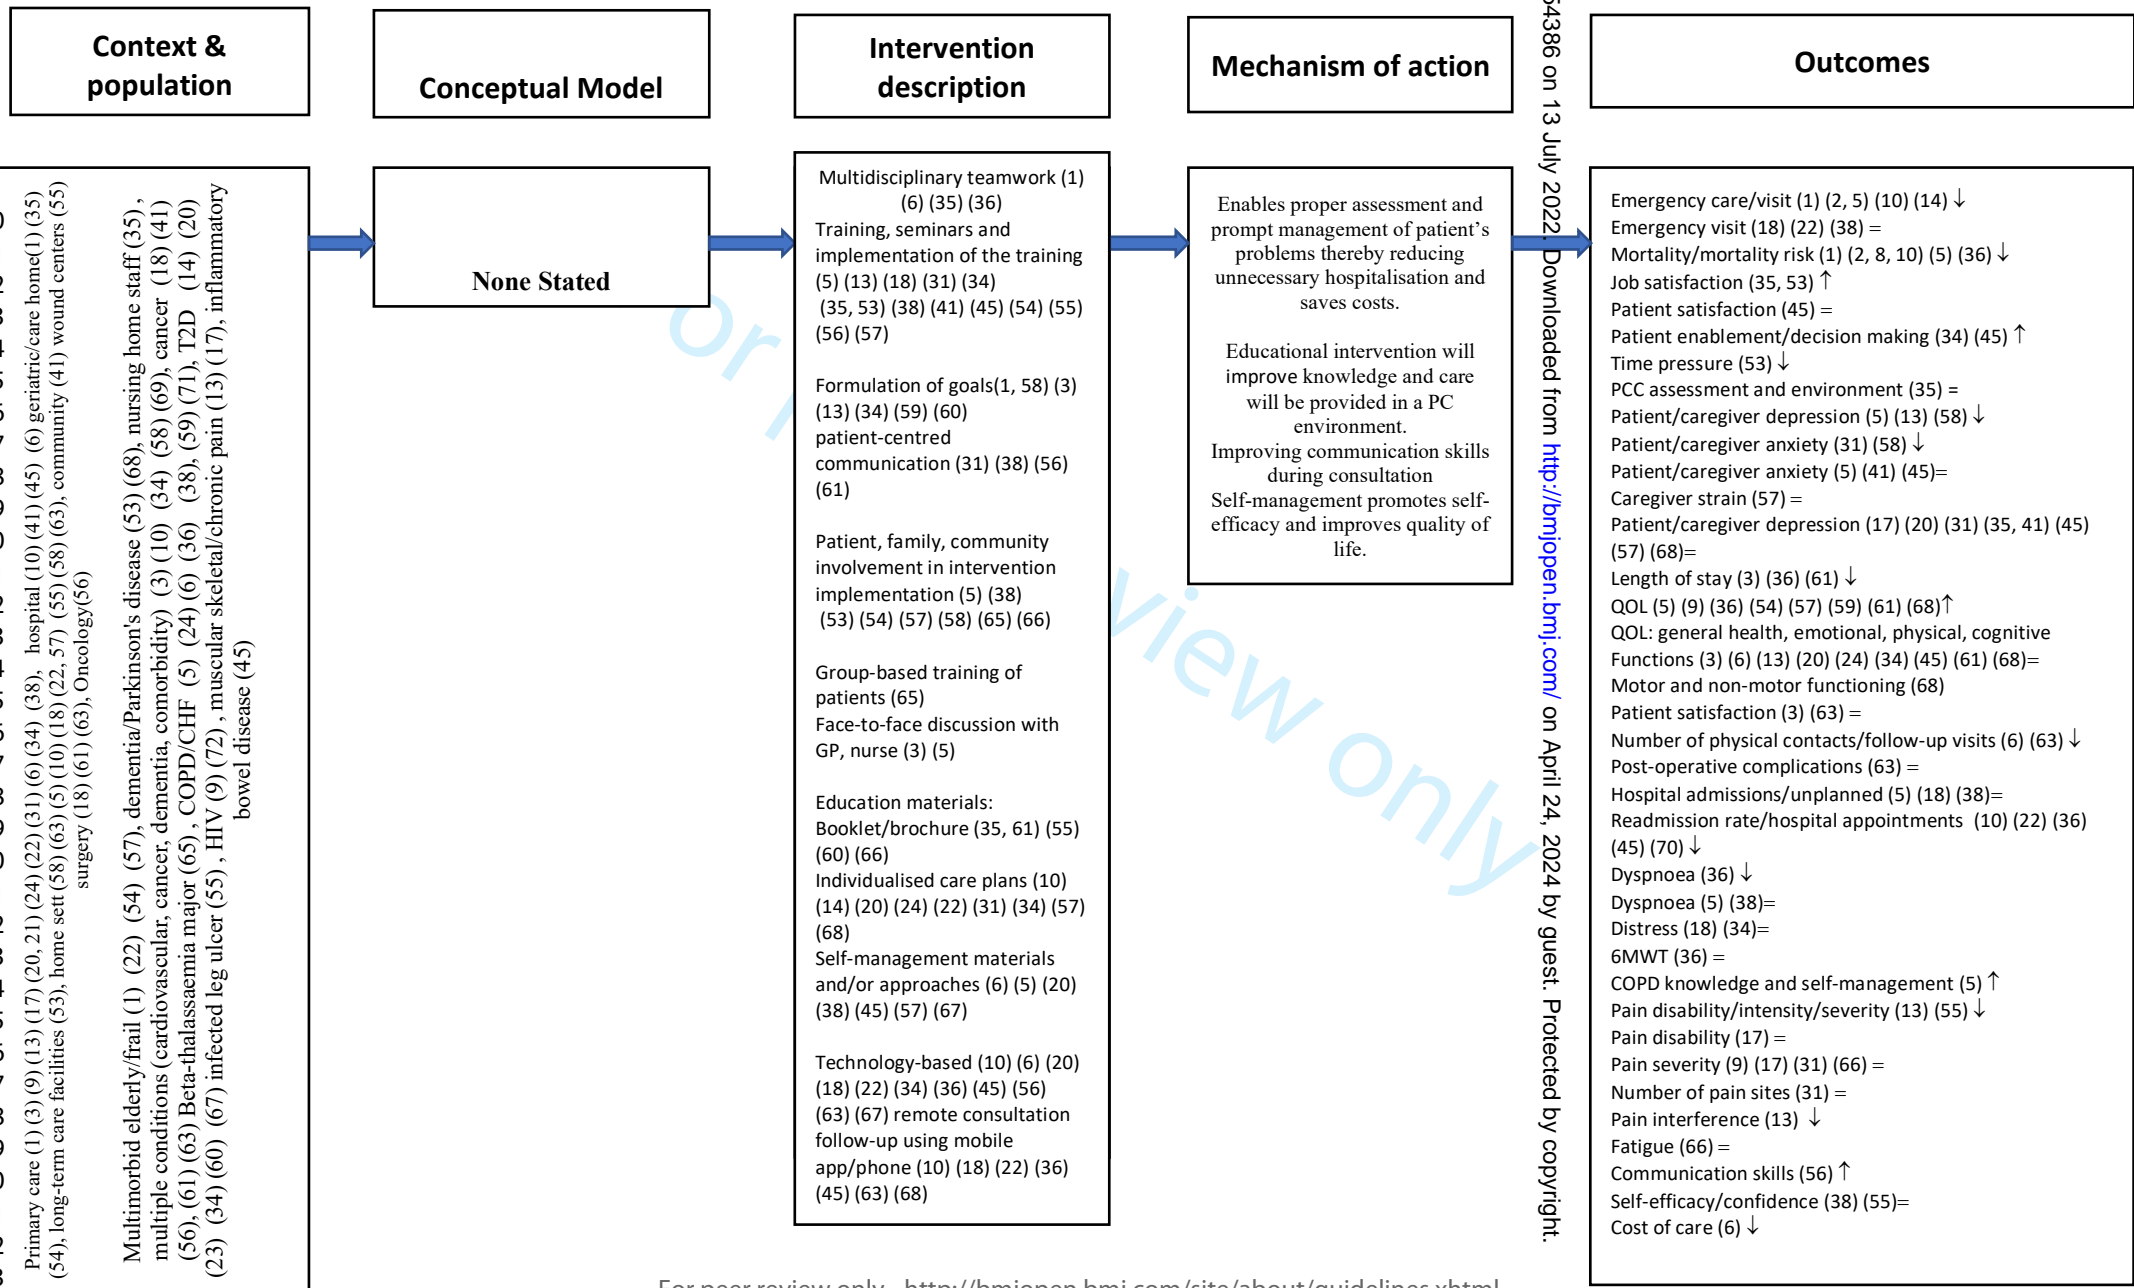 Context &
population
Conceptual Model
Intervention
description
Mechanism of action
Outcomes
Primary care (1) (3) (9) (13) (17) (20, 21) (24) (22) (31) (6) (34) (38),   hospital (10) (41) (45)  (6) geriatric/care home(1) (35)
(54), long-term care facilities (53), home sett (58) (63) (5) (10) (18) (22, 57)  (55) (58) (63), community (41) wound centers (55)
surgery (18) (61) (63), Oncology(56)
Multimorbid elderly/frail (1)  (22)  (54)  (57), dementia/Parkinson's disease (53) (68), nursing home staff (35) ,
multiple conditions (cardiovascular, cancer, dementia, comorbidity)  (3) (10)  (34)  (58) (69), cancer (18) (41)
(56), (61) (63) Beta-thalassaemia major (65) , COPD/CHF  (5)  (24) (6)  (36)   (38), (59) (71), T2D   (14)  (20)
(23)  (34) (60)  (67) infected leg ulcer (55) , HIV (9) (72) , muscular skeletal/chronic pain (13) (17), inflammatory
bowel disease (45)
None Stated
Multidisciplinary teamwork (1)
(6) (35) (36)
Training, seminars and
implementation of the training
(5) (13) (18) (31) (34)
(35, 53) (38) (41) (45) (54) (55)
(56) (57)
Formulation of goals(1, 58) (3)
(13) (34) (59) (60)
patient-centred
communication (31) (38) (56)
(61)
Patient, family, community
involvement in intervention
implementation (5) (38)
(53) (54) (57) (58) (65) (66)
Group-based training of
patients (65)
Face-to-face discussion with
GP, nurse (3) (5)
Education materials:
Booklet/brochure (35, 61) (55)
(60) (66)
Individualised care plans (10)
(14) (20) (24) (22) (31) (34) (57)
(68)
Self-management materials
and/or approaches (6) (5) (20)
(38) (45) (57) (67)
Technology-based (10) (6) (20)
(18) (22) (34) (36) (45) (56)
(63) (67) remote consultation
follow-up using mobile
app/phone (10) (18) (22) (36)
(45) (63) (68)
Enables proper assessment and
prompt management of patient's
problems thereby reducing
unnecessary hospitalisation and
saves costs.
Educational intervention will
improve knowledge and care
will be provided in a PC
environment.
Improving communication skills
during consultation
Self-management promotes self-
efficacy and improves quality of
life.
Emergency care/visit (1) (2, 5) (10) (14) ↓
Emergency visit (18) (22) (38) =
Mortality/mortality risk (1) (2, 8, 10) (5) (36) ↓
Job satisfaction (35, 53) ↑
Patient satisfaction (45) =
Patient enablement/decision making (34) (45) ↑
Time pressure (53) ↓
PCC assessment and environment (35) =
Patient/caregiver depression (5) (13) (58) ↓
Patient/caregiver anxiety (31) (58) ↓
Patient/caregiver anxiety (5) (41) (45)=
Caregiver strain (57) =
Patient/caregiver depression (17) (20) (31) (35, 41) (45)
(57) (68)=
Length of stay (3) (36) (61) ↓
QOL (5) (9) (36) (54) (57) (59) (61) (68)↑
QOL: general health, emotional, physical, cognitive
Functions (3) (6) (13) (20) (24) (34) (45) (61) (68)=
Motor and non-motor functioning (68)
Patient satisfaction (3) (63) =
Number of physical contacts/follow-up visits (6) (63) ↓
Post-operative complications (63) =
Hospital admissions/unplanned (5) (18) (38)=
Readmission rate/hospital appointments  (10) (22) (36)
(45) (70) ↓
Dyspnoea (36) ↓
Dyspnoea (5) (38)=
Distress (18) (34)=
6MWT (36) =
COPD knowledge and self-management (5) ↑
Pain disability/intensity/severity (13) (55) ↓
Pain disability (17) =
Pain severity (9) (17) (31) (66) =
Number of pain sites (31) =
Pain interference (13)  ↓
Fatigue (66) =
Communication skills (56) ↑
Self-efficacy/confidence (38) (55)=
Cost of care (6) ↓
54386 on 13 July 2022. Downloaded from http://bmjopen.bmj.com/ on April 24, 2024 by guest. Protected by copyright.
view only
For peer review only - http://bmjopen.bmj.com/site/about/guidelines.xhtml